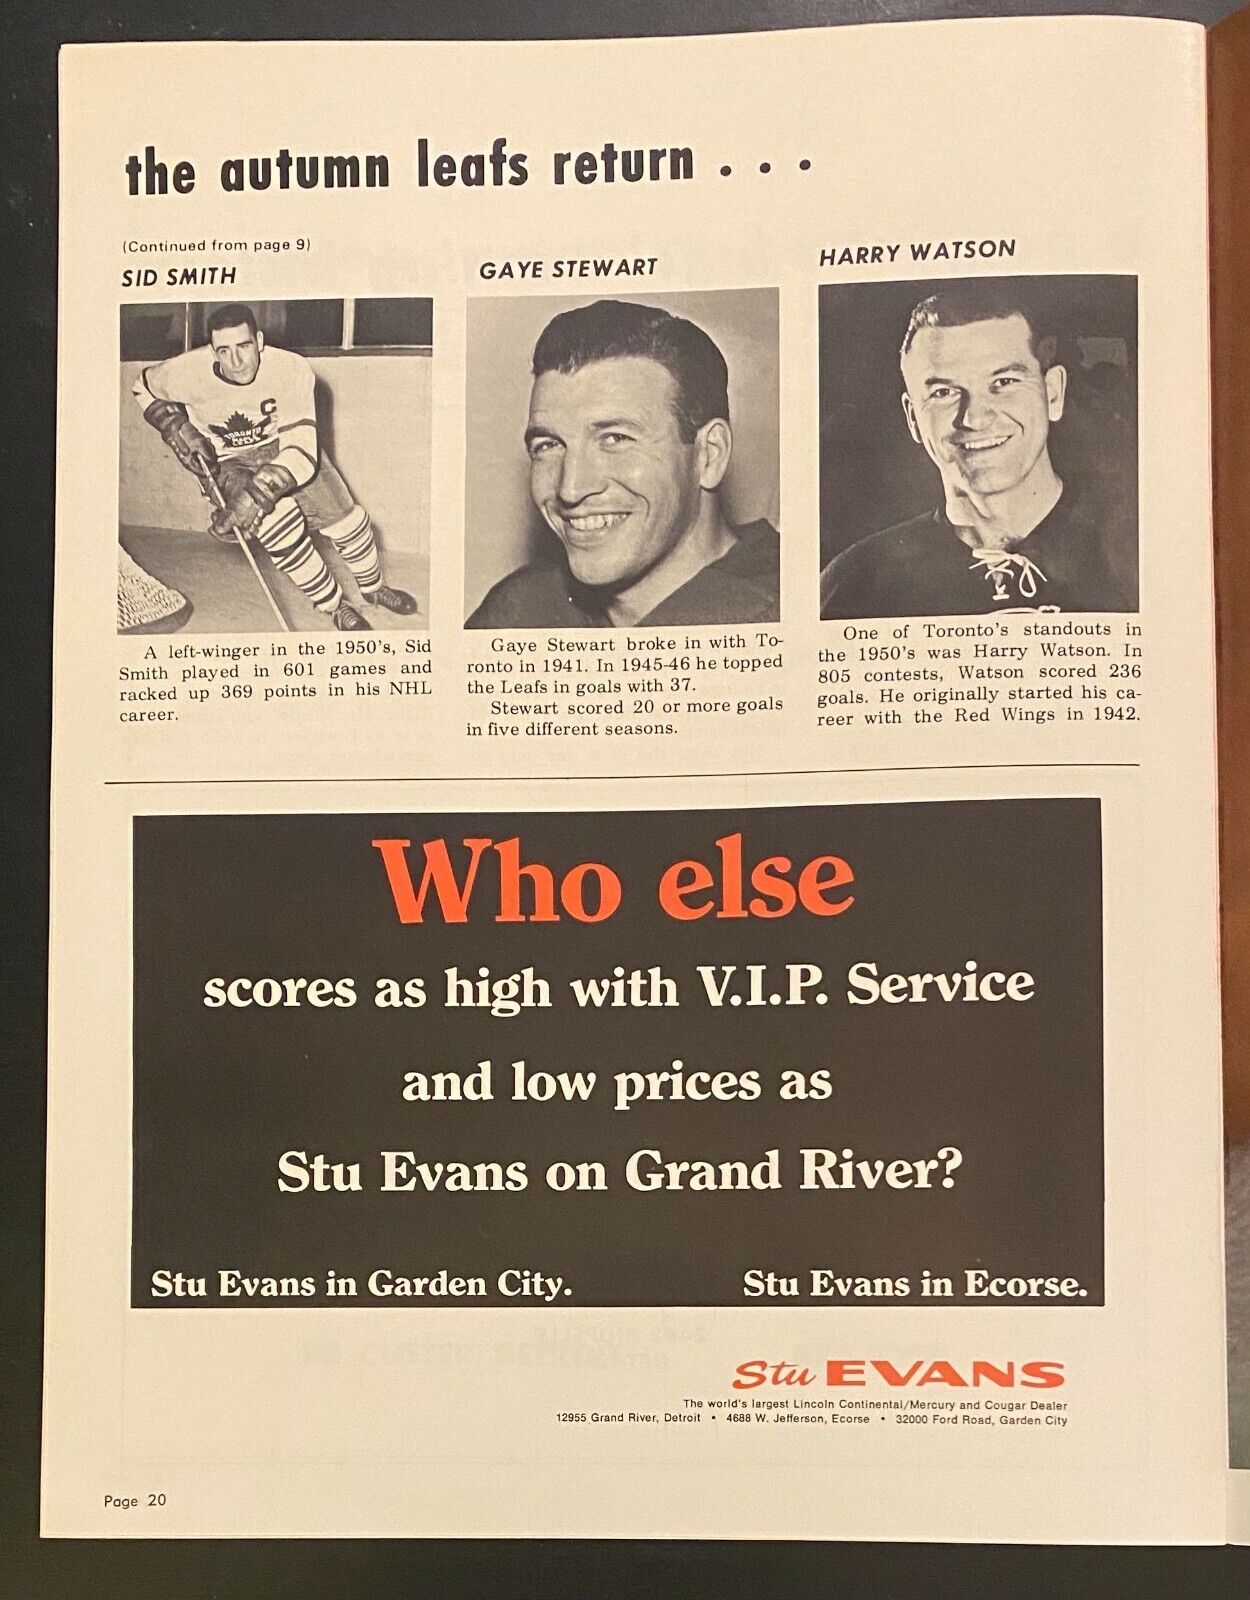 the autumn leafs return . . .
(Continued from page 9)
SID SMITH
GAYE STEWART
HARRY WATSON
C
TORONTO
MAPLE
LEAFS
A left-winger in the 1950's, Sid
Smith played in 601 games and
racked up 369 points in his NHL
career.
Gaye Stewart broke in with To-
ronto in 1941. In 1945-46 he topped
the Leafs in goals with 37.
Stewart scored 20 or more goals
in five different seasons.
One of Toronto's standouts in
the 1950's was Harry Watson. In
805 contests, Watson scored 236
goals. He originally started his ca-
reer with the Red Wings in 1942.
Who else
scores as high with V.I.P. Service
and low prices as
Stu Evans on Grand River?
Stu Evans in Garden City.
Stu Evans in Ecorse.
Stu EVANS
The world's largest Lincoln Continental/Mercury and Cougar Dealer
12955 Grand River, Detroit • 4688 W. Jefferson, Ecorse • 32000 Ford Road, Garden City
Page 20